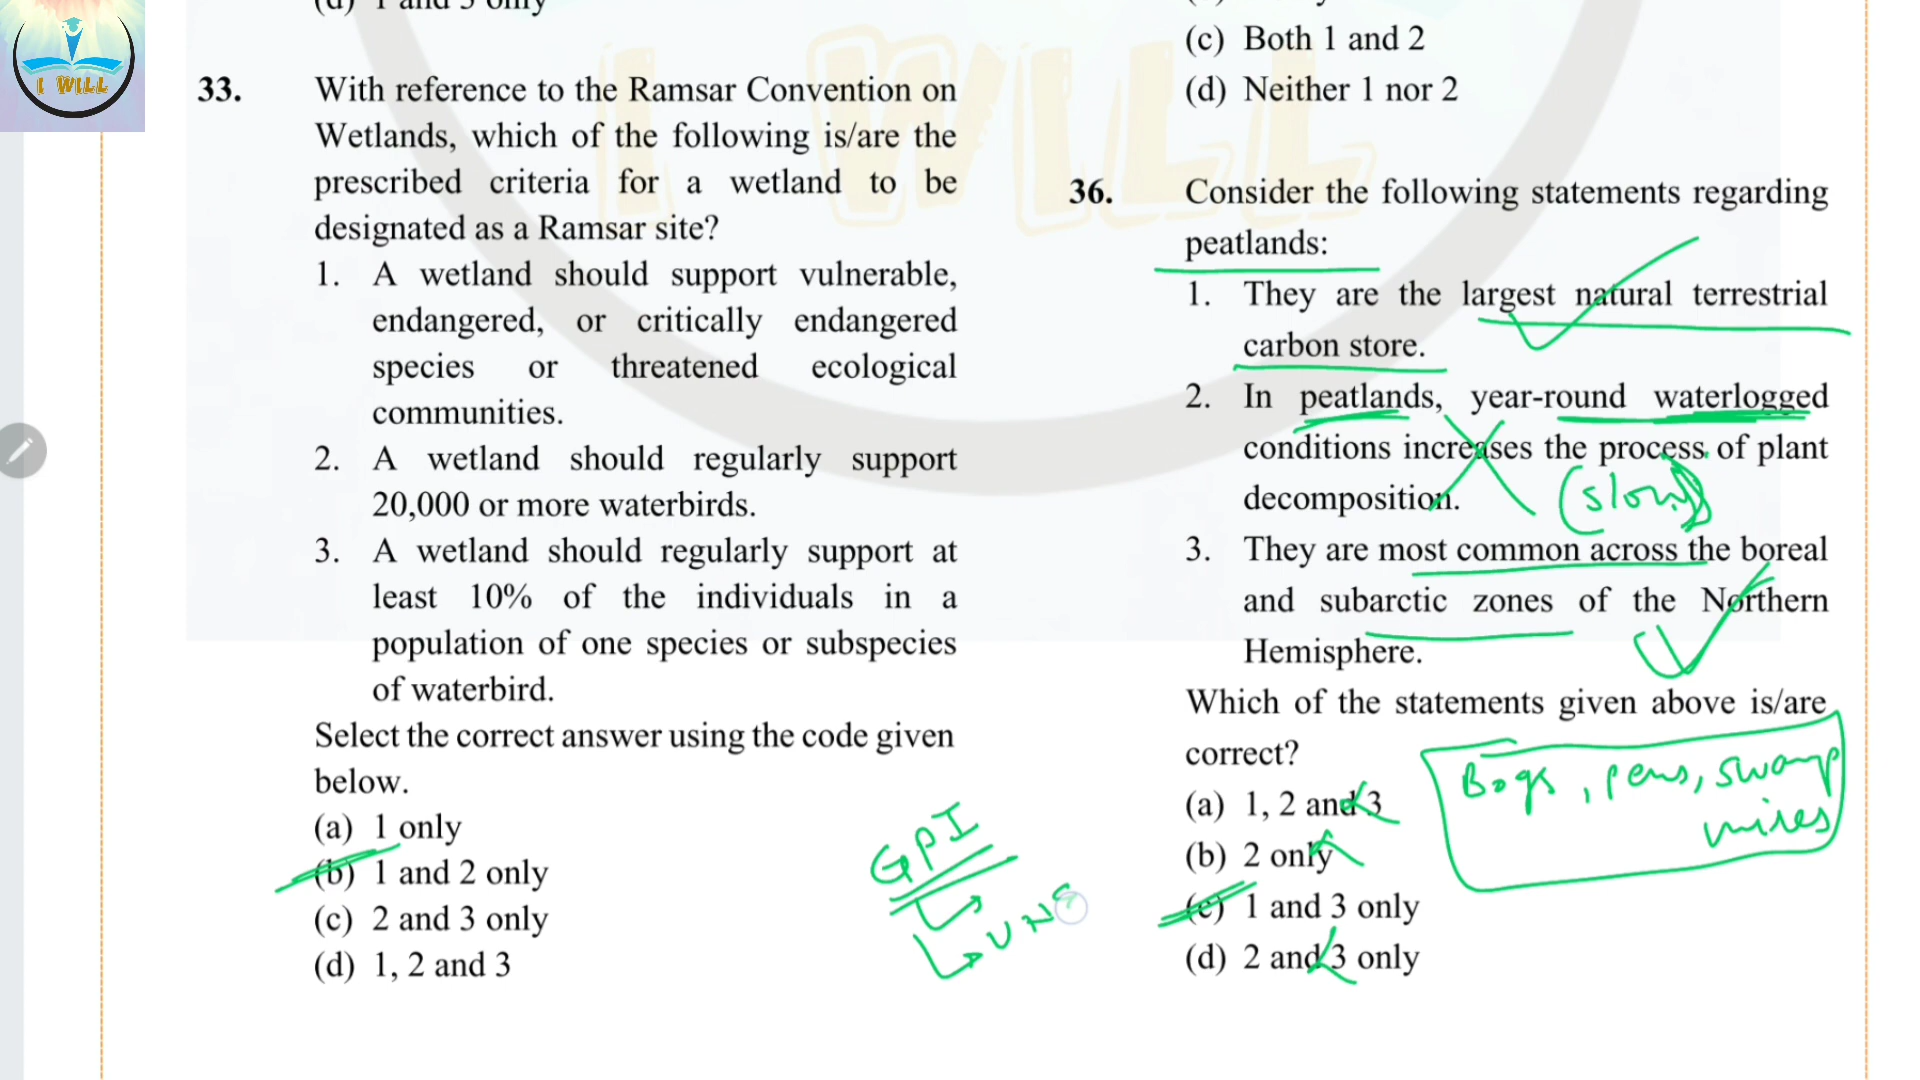 (d) 1 and 3 only
I WILL
33. With reference to the Ramsar Convention on
Wetlands, which of the following is/are the
prescribed criteria for a wetland to be
designated as a Ramsar site?
1. A wetland should support vulnerable,
endangered, or critically endangered
species or threatened ecological
communities.
2. A wetland should regularly support
20,000 or more waterbirds.
3. A wetland should regularly support at
least 10% of the individuals in a
population of one species or subspecies
of waterbird.
Select the correct answer using the code given
below.
(a) 1 only
(b) 1 and 2 only
(c) 2 and 3 only
(d) 1, 2 and 3
GPI
I WILL
(c) Both 1 and 2
(d) Neither 1 nor 2
36. Consider the following statements regarding
peatlands:
1. They are the largest natural terrestrial
carbon store.
2. In peatlands, year-round waterlogged
conditions increases the process of plant
decomposition.
(slow)
3. They are most common across the boreal
and subarctic zones of the Northern
Hemisphere.
Which of the statements given above is/are
correct?
Bogs, pens, swamp
mires
(a) 1, 2 and 3
(b) 2 only
(c) 1 and 3 only
(d) 2 and 3 only